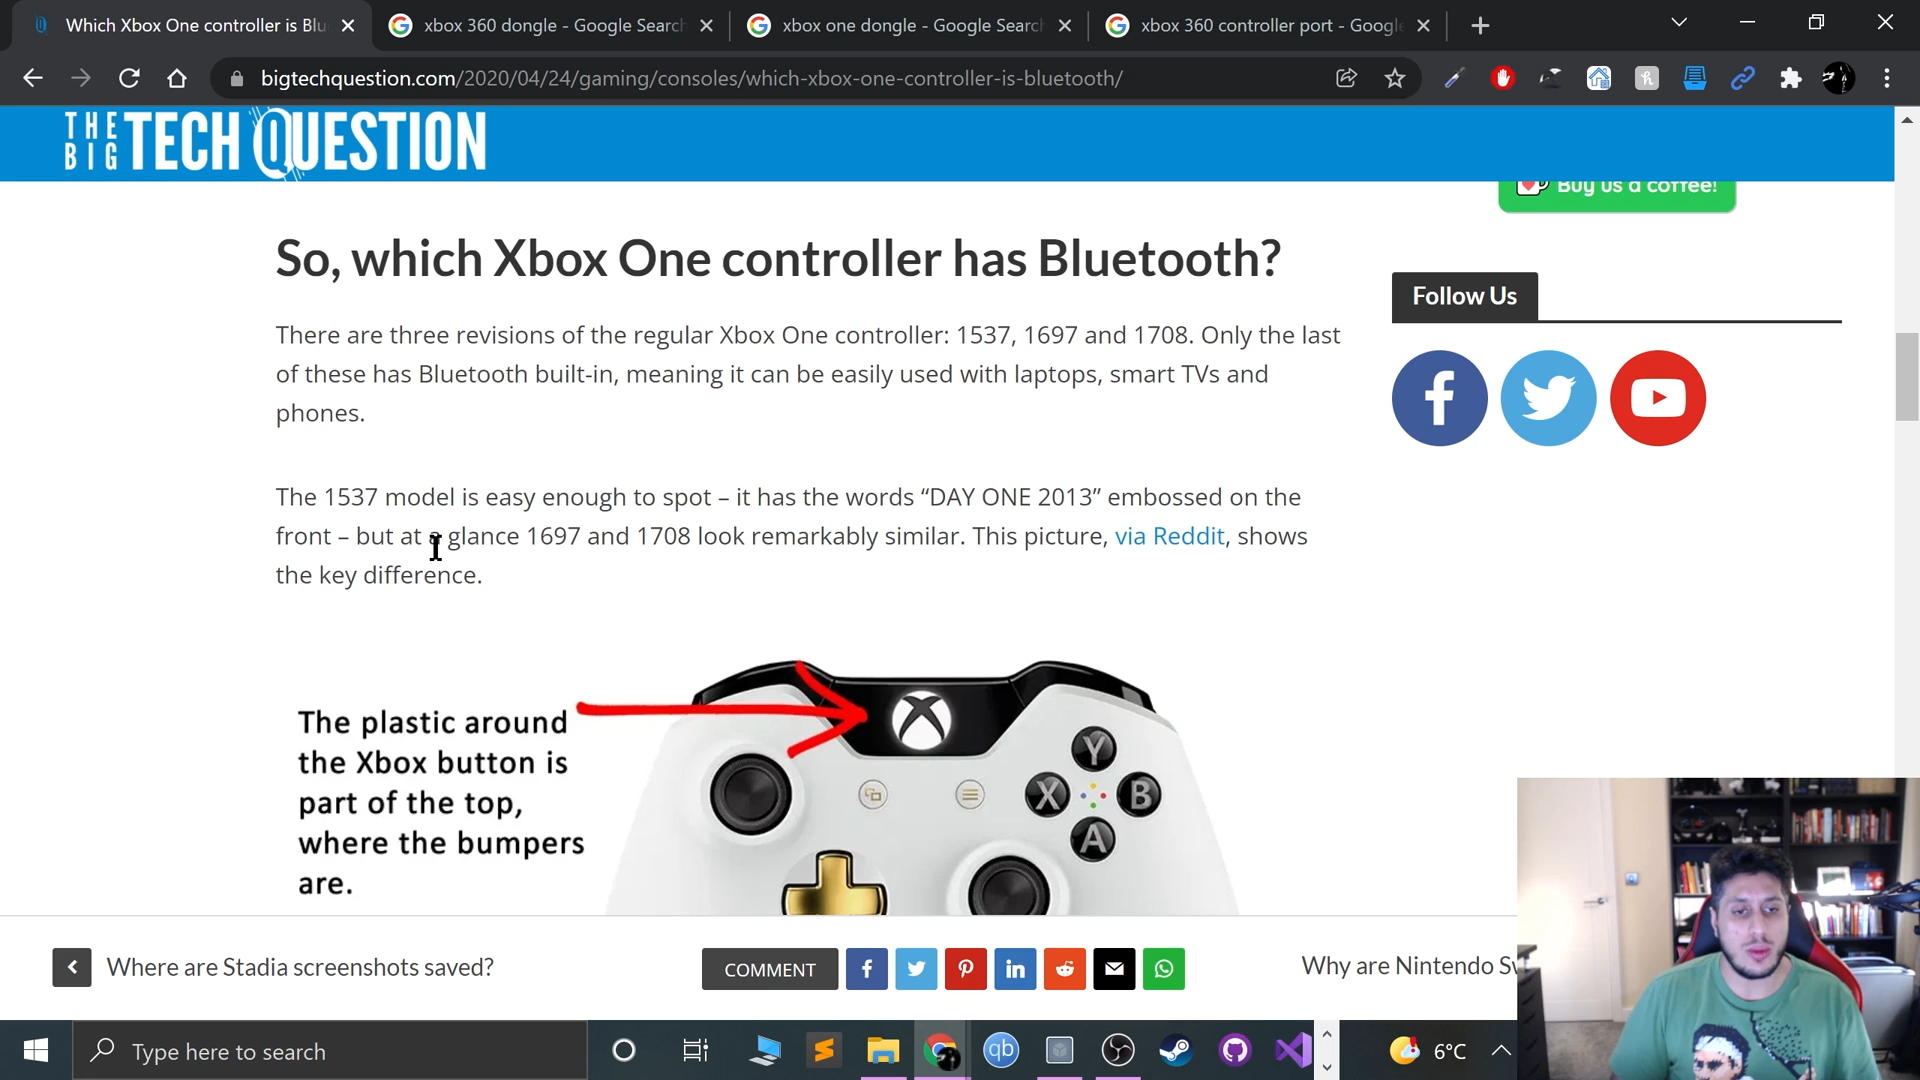 Which Xbox One controller is Blu
xbox 360 dongle - Google Search
xbox one dongle - Google Search
xbox 360 controller port - Google
bigtechquestion.com/2020/04/24/gaming/consoles/which-xbox-one-controller-is-bluetooth/
THE BIG TECH QUESTION
Buy us a coffee!
So, which Xbox One controller has Bluetooth?
There are three revisions of the regular Xbox One controller: 1537, 1697 and 1708. Only the last
of these has Bluetooth built-in, meaning it can be easily used with laptops, smart TVs and
phones.
Follow Us
The 1537 model is easy enough to spot – it has the words “DAY ONE 2013” embossed on the
front – but at a glance 1697 and 1708 look remarkably similar. This picture, via Reddit, shows
the key difference.
The plastic around
the Xbox button is
part of the top,
where the bumpers
are.
Y
X
B
A
Where are Stadia screenshots saved?
COMMENT
Why are Nintendo Sw
Type here to search
qb
6°C